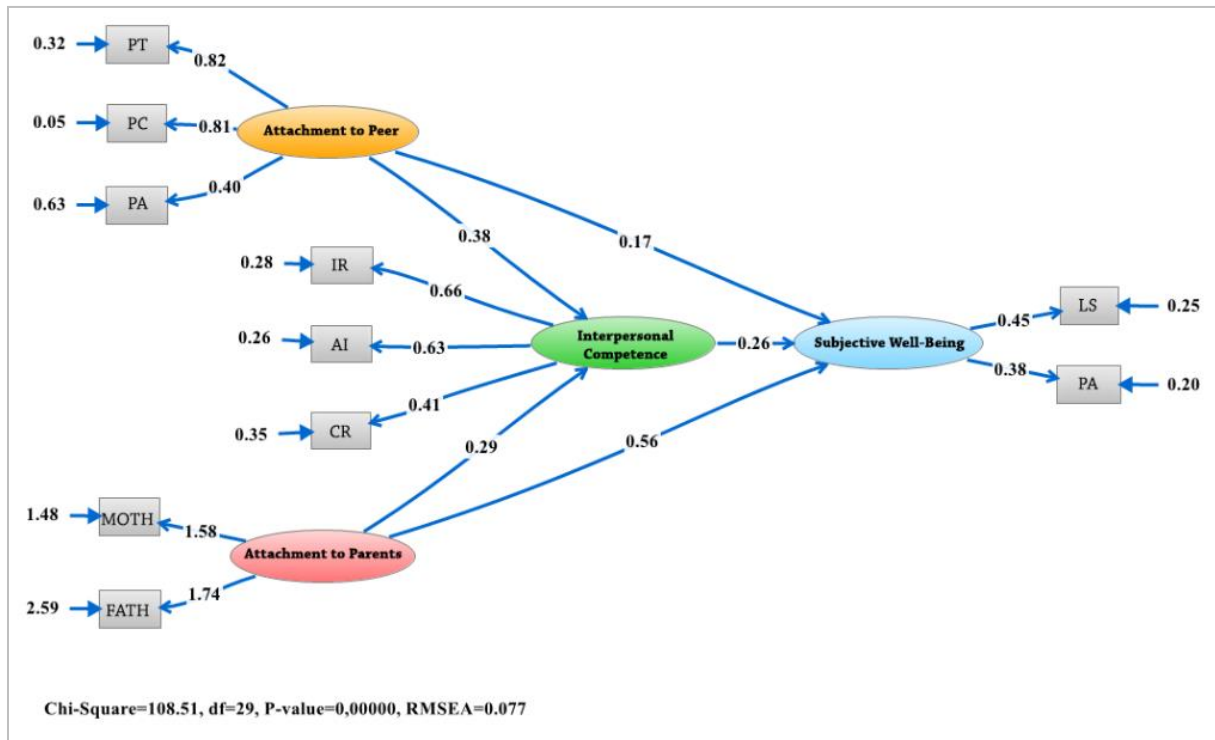 0.32
PT
0.82
Attachment to Peer
0.05
PC
0.81
0.63
PA
0.40
0.38
0.17
0.28
IR
0.66
0.26
AI
0.63
Interpersonal
Competence
0.26
Subjective Well-Being
0.45
LS
0.25
0.38
PA
0.20
0.35
CR
0.41
0.29
0.56
1.48
MOTH
1.58
Attachment to Parents
2.59
FATH
1.74
Chi-Square=108.51, df=29, P-value=0,00000, RMSEA=0.077